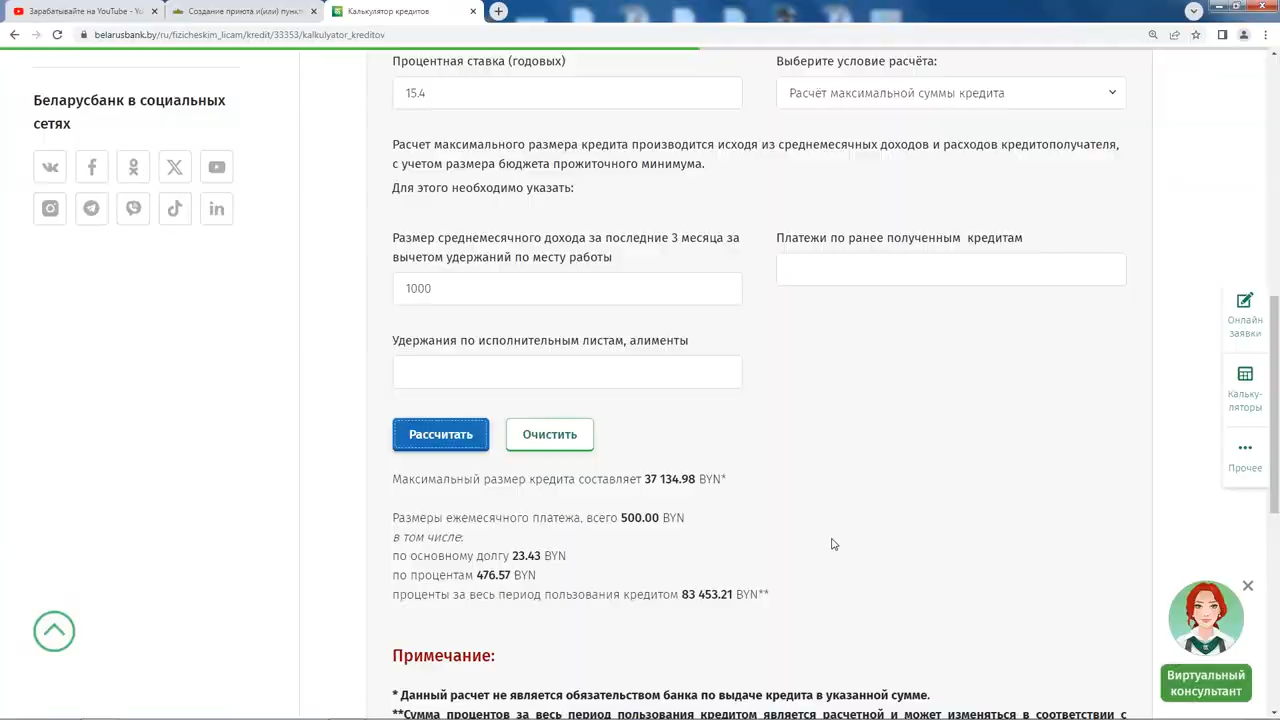 Зарабатывайте на YouTube - Yo
Создание приюта и(или) пункт
Калькулятор кредитов
belarusbank.by/ru/fizicheskim_licam/kredit/33353/kalkulyator_kreditov
Беларусбанк в социальных
сетях
Процентная ставка (годовых)
15.4
Выберите условие расчёта:
Расчёт максимальной суммы кредита
Расчет максимального размера кредита производится исходя из среднемесячных доходов и расходов кредитополучателя,
с учетом размера бюджета прожиточного минимума.
Для этого необходимо указать:
Размер среднемесячного дохода за последние 3 месяца за
вычетом удержаний по месту работы
1000
Платежи по ранее полученным кредитам
Удержания по исполнительным листам, алименты
Рассчитать
Очистить
Максимальный размер кредита составляет 37 134.98 BYN*
Размеры ежемесячного платежа, всего 500.00 BYN
в том числе:
по основному долгу 23.43 BYN
по процентам 476.57 BYN
проценты за весь период пользования кредитом 83 453.21 BYN**
Примечание:
* Данный расчет не является обязательством банка по выдаче кредита в указанной сумме.
**Сумма процентов за весь период пользования кредитом является расчетной и может изменяться в соответствии с
Онлайн
заявки
Кальку-
ляторы
Прочее
Виртуальный
консультант